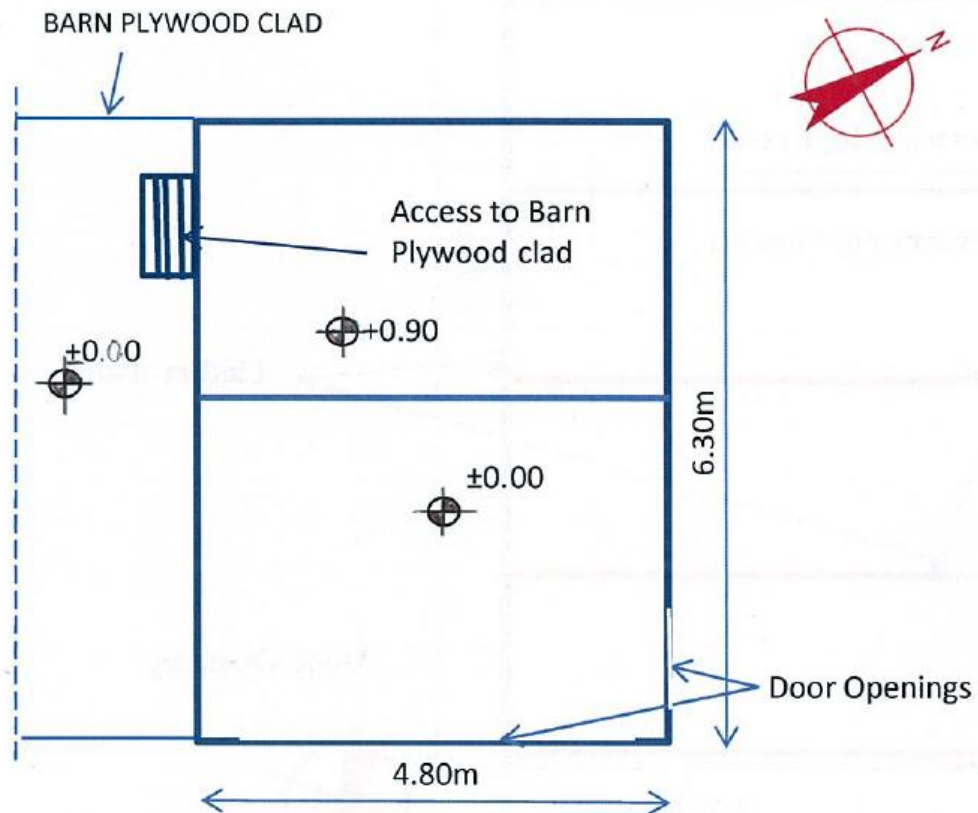 BARN PLYWOOD CLAD
N
Access to Barn
Plywood clad
+0.90
±0.00
±0.00
6.30m
Door Openings
4.80m